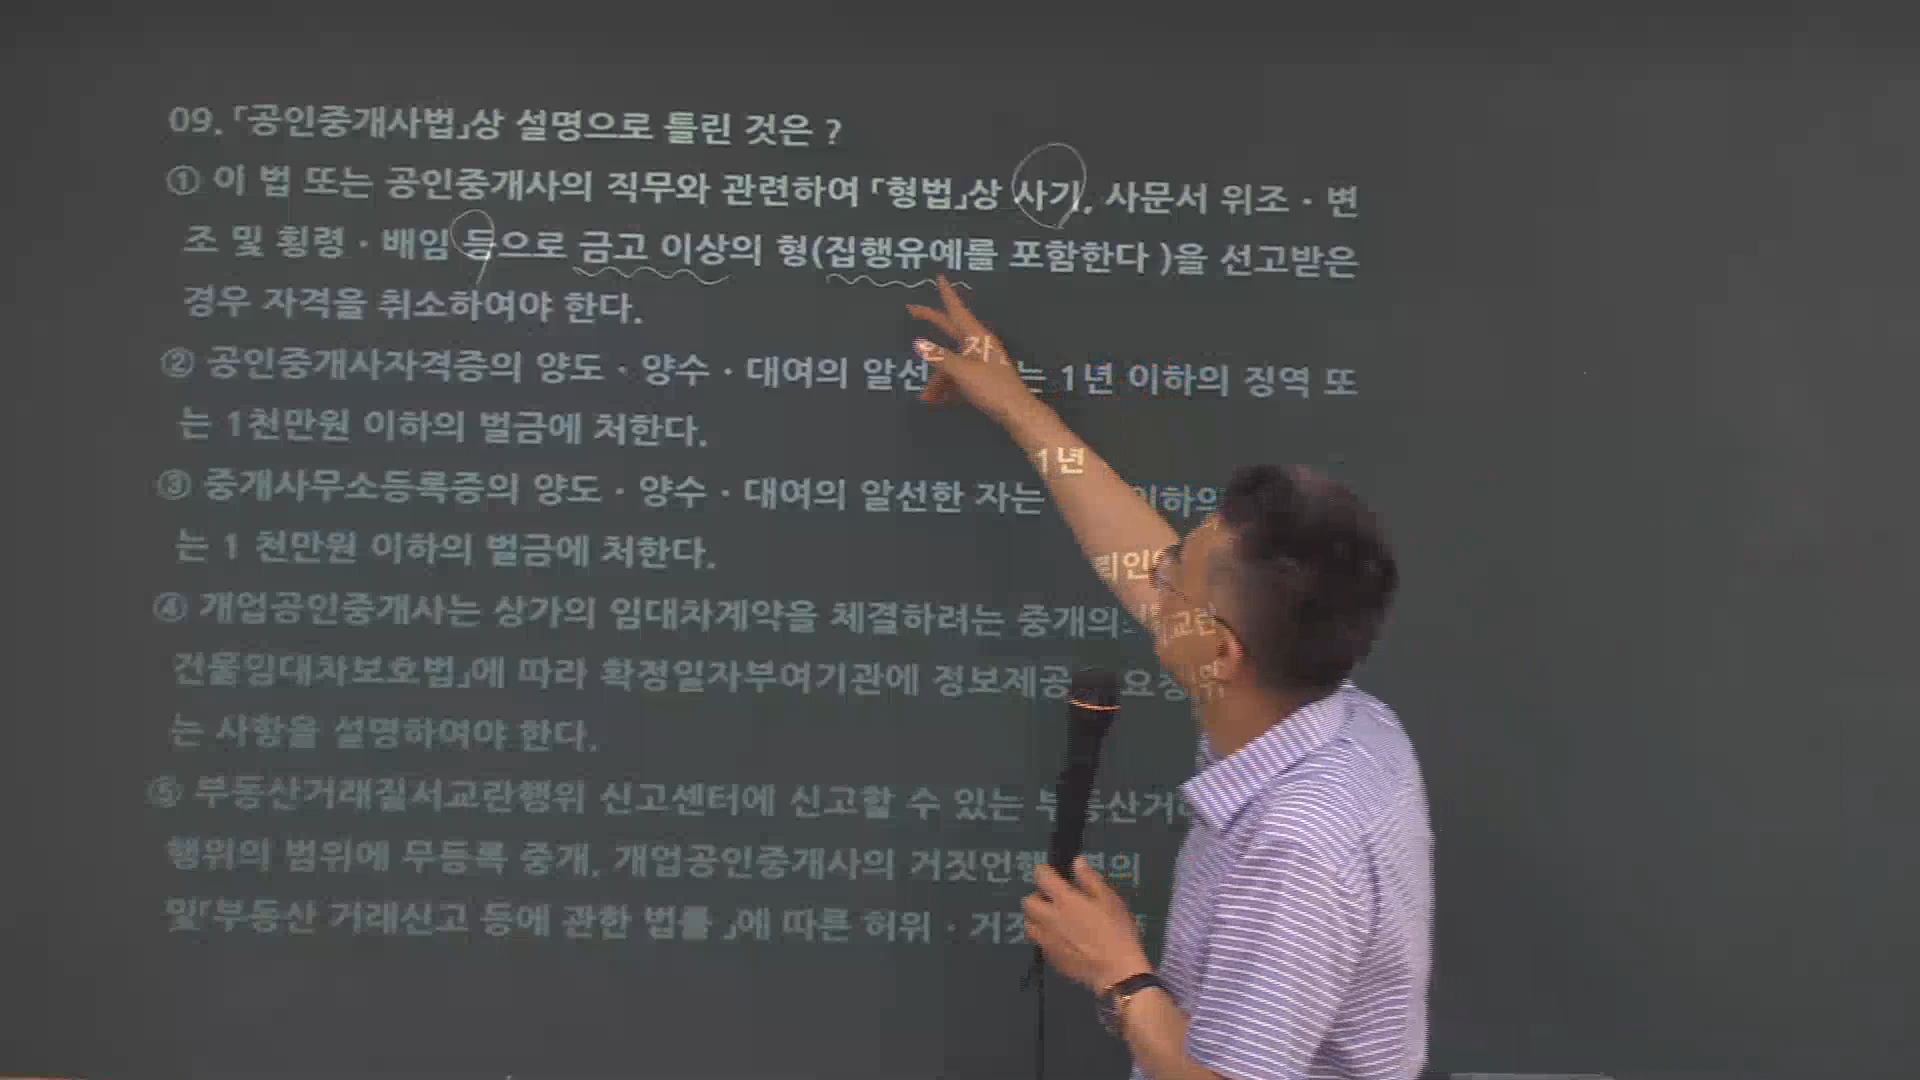 09. 「공인중개사법」상 설명으로 틀린 것은 ?
① 이 법 또는 공인중개사의 직무와 관련하여 「형법」상 사기, 사문서 위조 · 변
조 및 횡령 · 배임 등으로 금고 이상의 형(집행유예를 포함한다 )을 선고받은
경우 자격을 취소하여야 한다.
② 공인중개사자격증의 양도 · 양수 · 대여의 알선한 자는 1년 이하의 징역 또
는 1천만원 이하의 벌금에 처한다.
③ 중개사무소등록증의 양도 · 양수 · 대여의 알선한 자는 1년 이하의
는 1 천만원 이하의 벌금에 처한다.
④ 개업공인중개사는 상가의 임대차계약을 체결하려는 중개의뢰인
건물임대차보호법」에 따라 확정일자부여기관에 정보제공 요청
는 사항을 설명하여야 한다.
⑤ 부동산거래질서교란행위 신고센터에 신고할 수 있는 부동산거래 교란
행위의 범위에 무등록 중개, 개업공인중개사의 거짓언행
및「부동산 거래신고 등에 관한 법률 」에 따른 허위 · 거짓